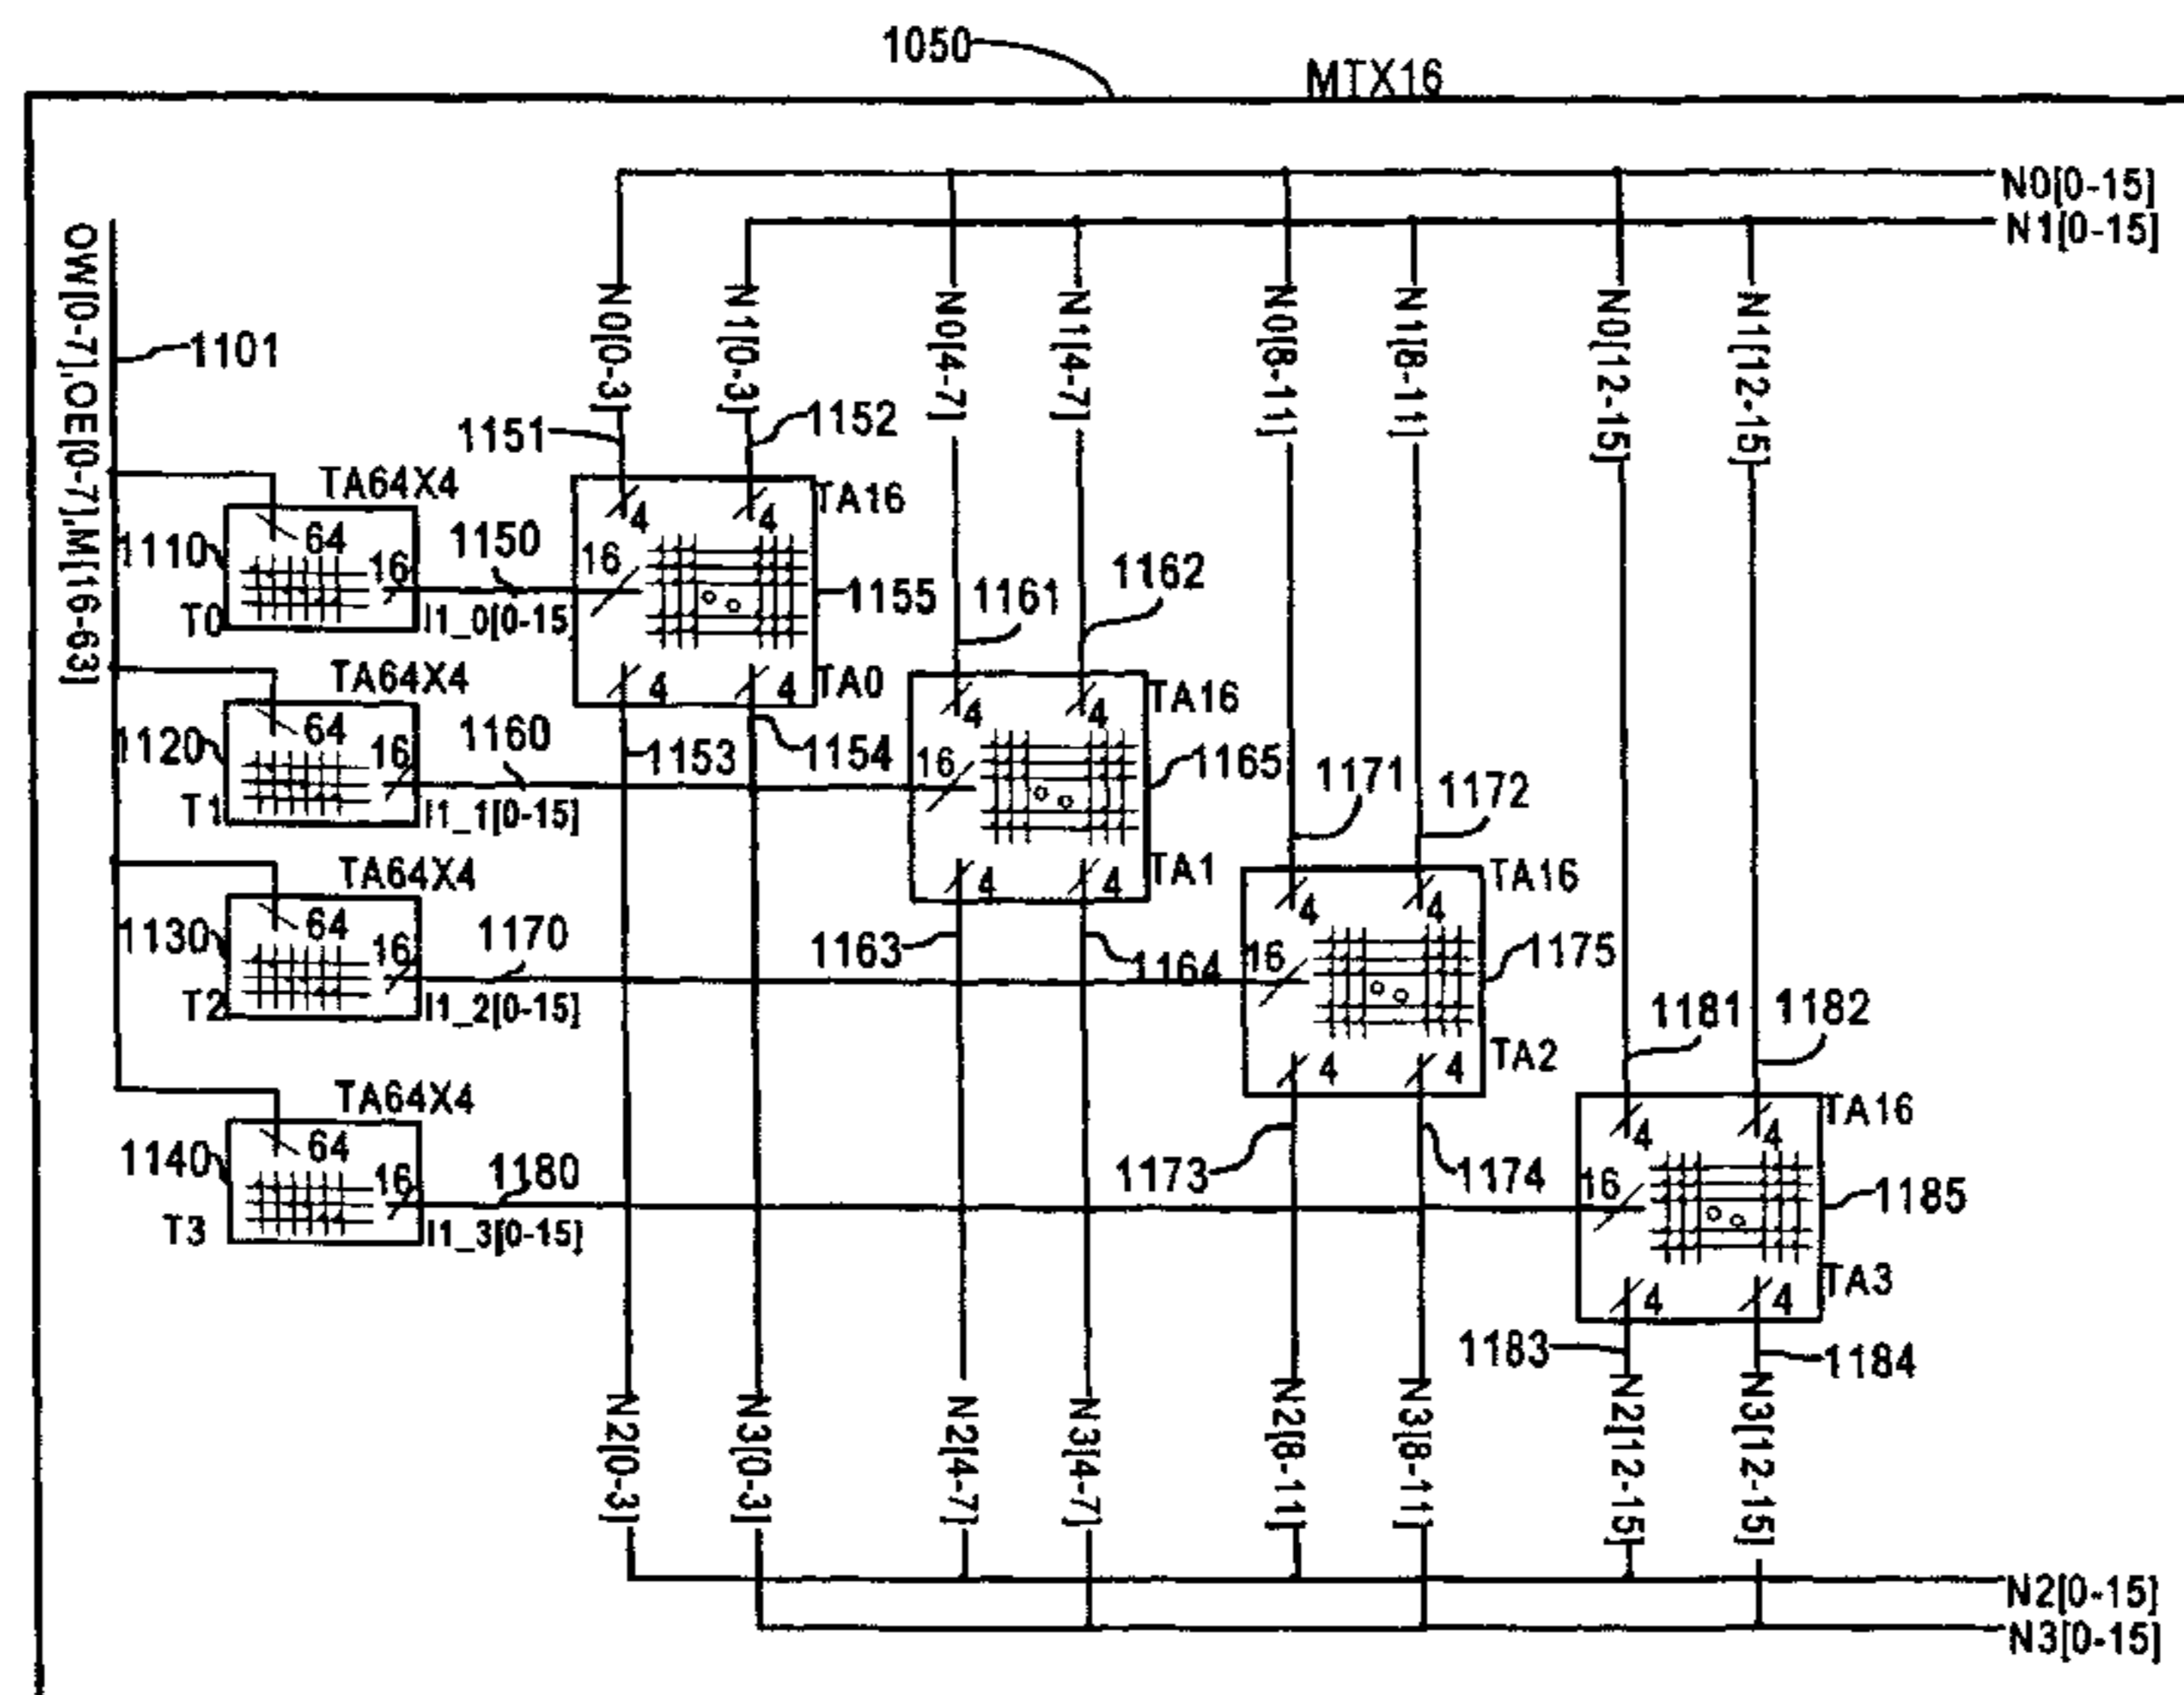 1050
MTX16
N0[0-15]
N1[0-15]
OW[0-7],OE[0-7],M[16-63]
1101
N0[0-3]
N1[0-3]
N0[4-7]
N1[4-7]
N0[8-11]
N1[8-11]
N0[12-15]
N1[12-15]
1151
1152
TA64X4
TA16
4
4
64
1110
16
1150
16
1155
1161
1162
T0
I1_0[0-15]
TA64X4
4
4
TA0
TA16
4
4
64
1120
16
1160
1153
1154
16
1165
1171
1172
T1
I1_1[0-15]
TA64X4
4
4
TA1
TA16
4
4
64
1130
16
1170
1163
1164
16
1175
1181
1182
T2
I1_2[0-15]
4
4
TA2
TA64X4
TA16
4
4
64
1140
16
1180
1173
1174
16
1185
T3
I1_3[0-15]
4
4
TA3
1183
1184
N2[0-3]
N3[0-3]
N2[4-7]
N3[4-7]
N2[8-11]
N3[8-11]
N2[12-15]
N3[12-15]
N2[0-15]
N3[0-15]